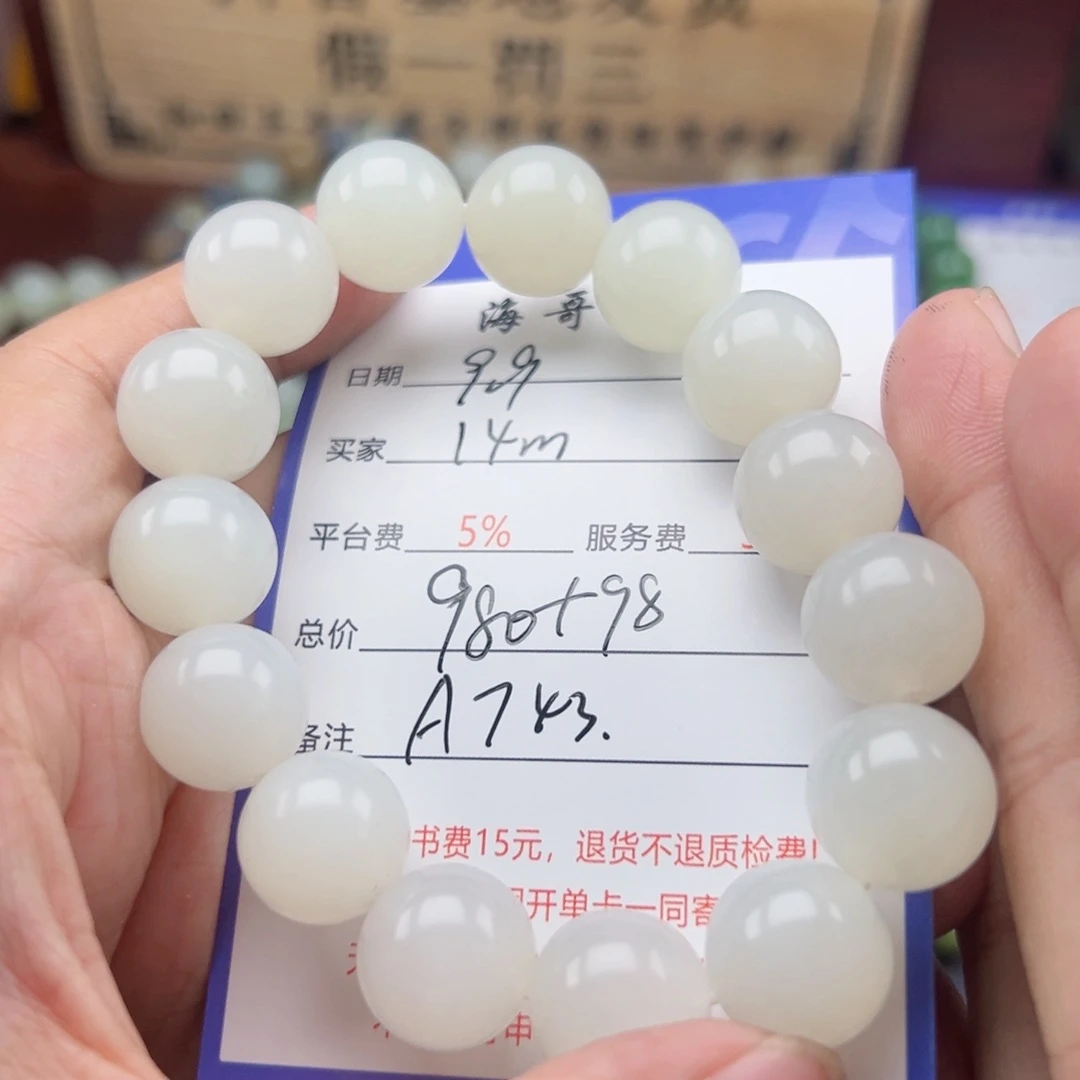 假一罚三
海哥
日期 9.9
买家 14m
平台费 5% 服务费
总价 980+98
备注 A743.
书费15元，退货不退质检费!
开单卡一同寄